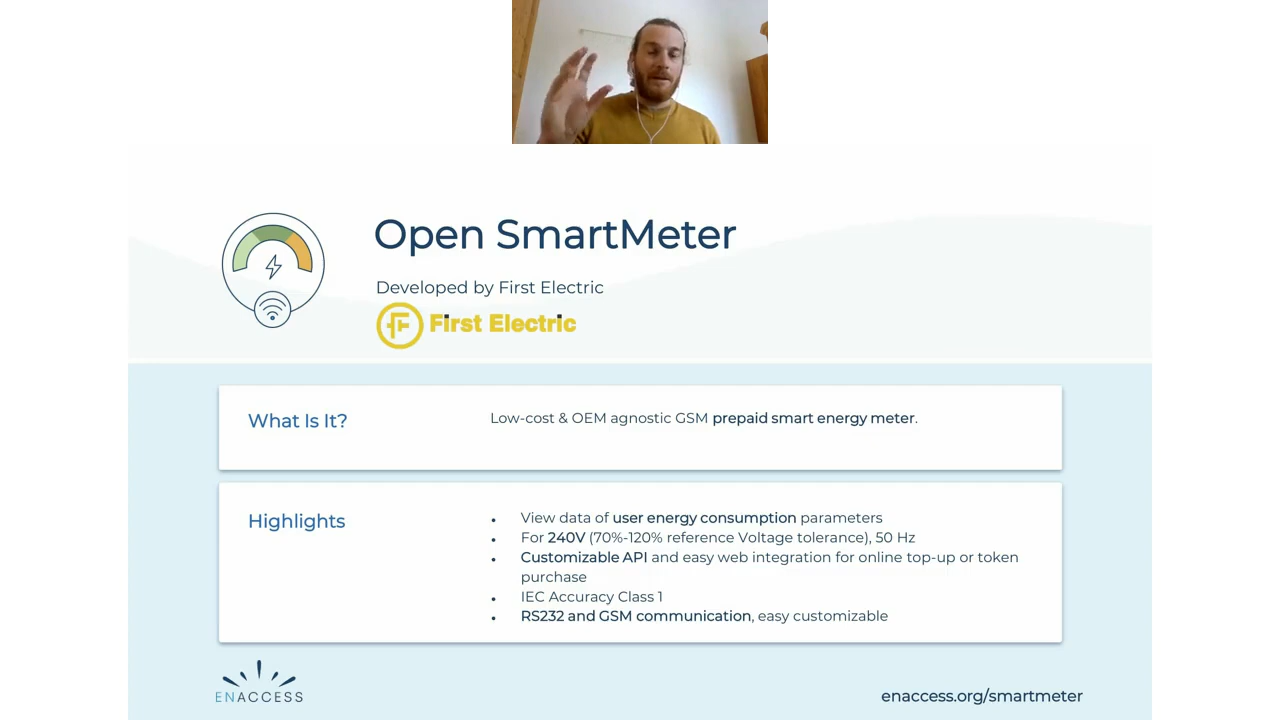 Open SmartMeter
Developed by First Electric
First Electric
What Is It?
Low-cost & OEM agnostic GSM prepaid smart energy meter.
Highlights
• View data of user energy consumption parameters
• For 240V (70%-120% reference Voltage tolerance), 50 Hz
• Customizable API and easy web integration for online top-up or token
purchase
• IEC Accuracy Class 1
• RS232 and GSM communication, easy customizable
ENACCESS
enaccess.org/smartmeter